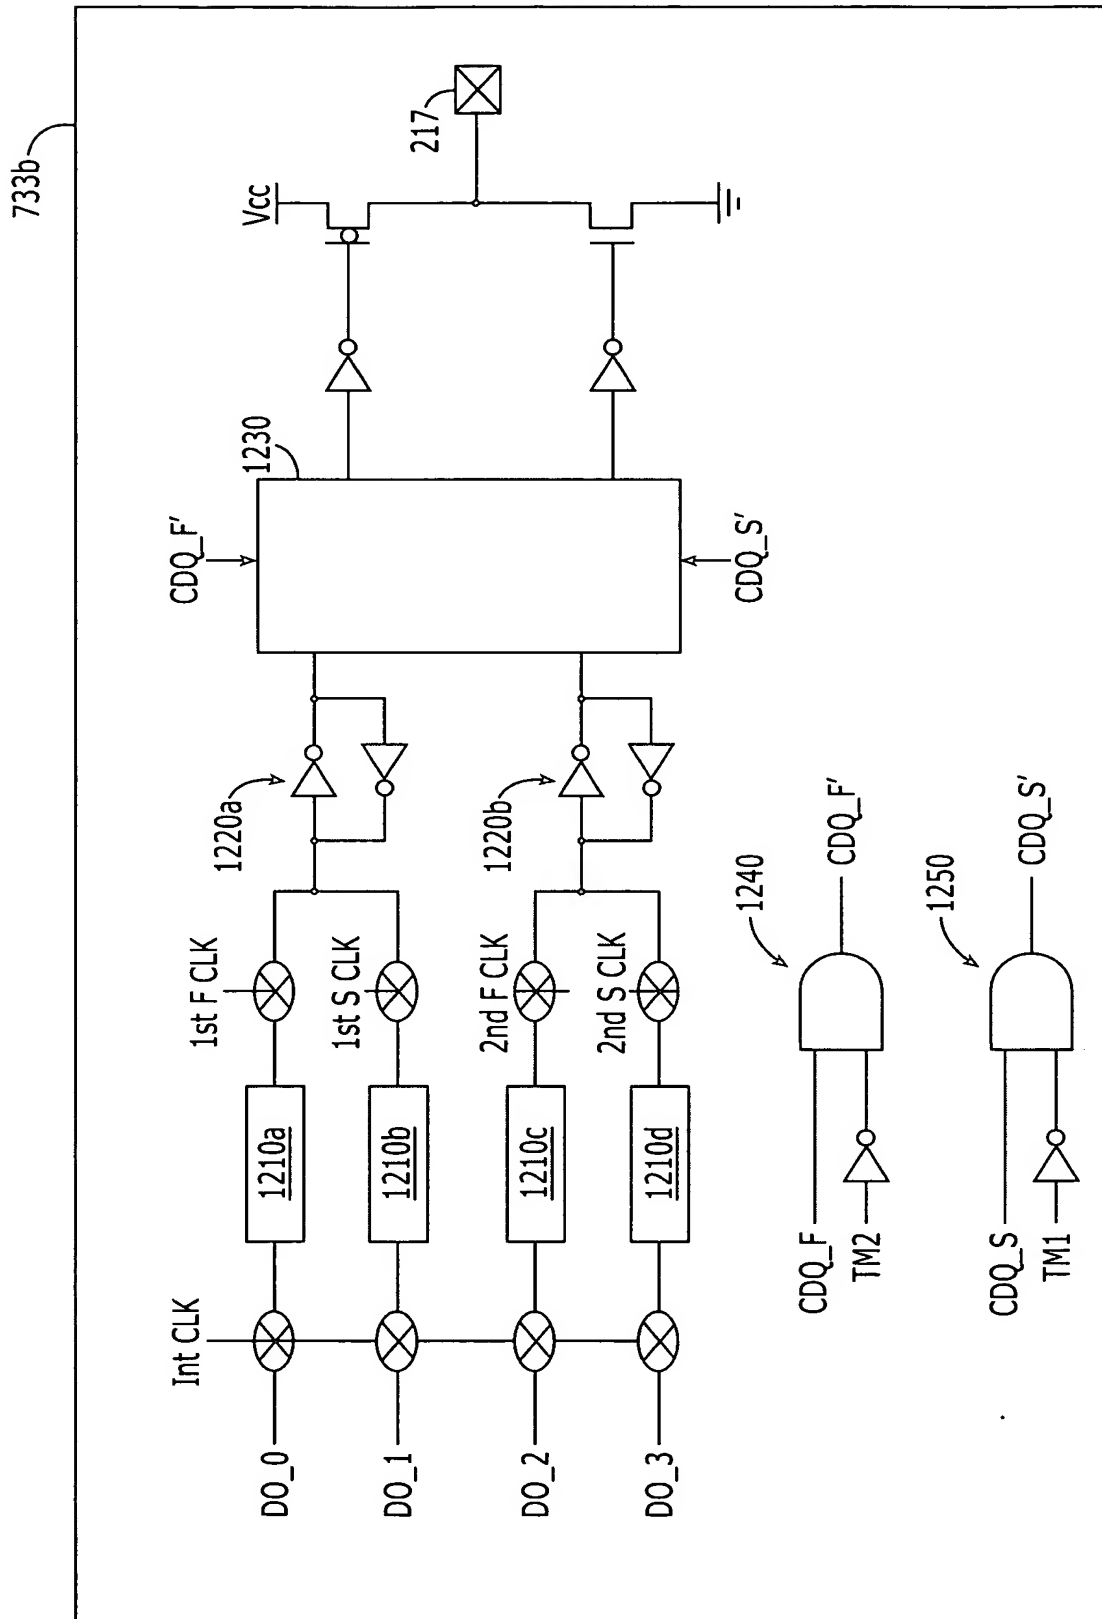 733b
Vcc
217
1230
CDQ_F'
CDQ_S'
1220a
1220b
1st F CLK
1st S CLK
2nd F CLK
2nd S CLK
1210a
1210b
1210c
1210d
Int CLK
DO_0
DO_1
DO_2
DO_3
1240
CDQ_F'
CDQ_F
TM2
1250
CDQ_S'
CDQ_S
TM1